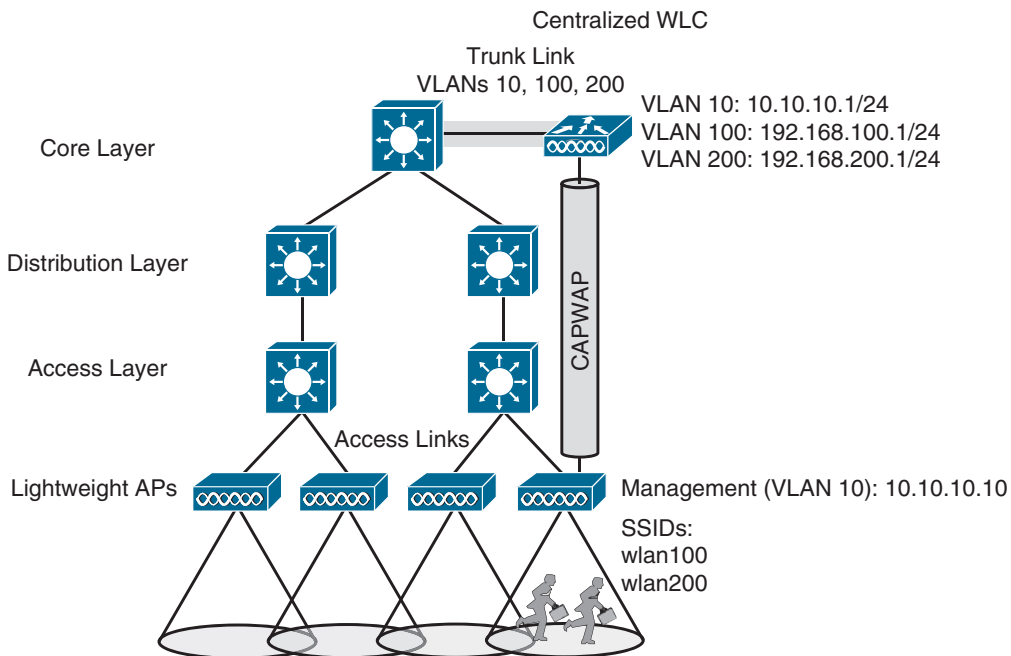 Centralized WLC
Trunk Link
VLANs 10, 100, 200
VLAN 10: 10.10.10.1/24
VLAN 100: 192.168.100.1/24
VLAN 200: 192.168.200.1/24
Core Layer
Distribution Layer
CAPWAP
Access Layer
Access Links
Lightweight APs
Management (VLAN 10): 10.10.10.10
SSIDs:
wlan100
wlan200